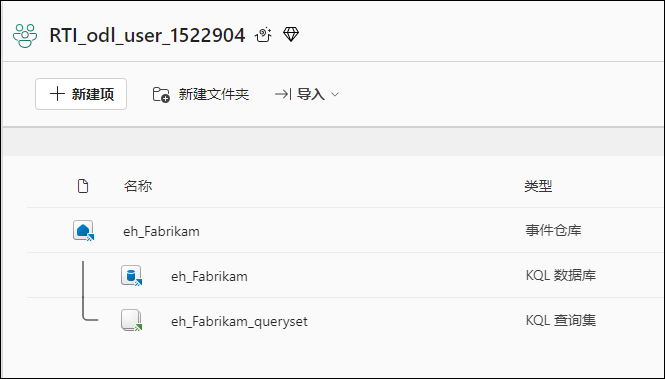 RTI_odl_user_1522904
新建项 新建文件夹 导入
名称 类型
eh_Fabrikam 事件仓库
eh_Fabrikam KQL 数据库
eh_Fabrikam_queryset KQL 查询集